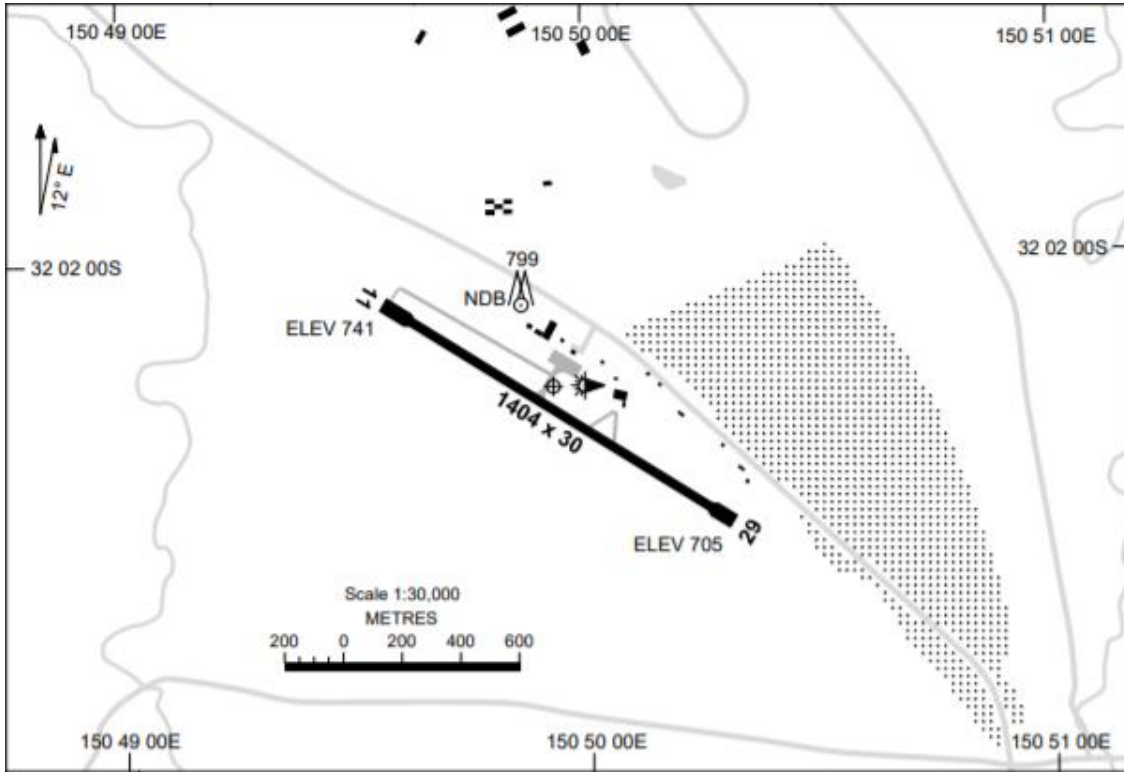 150 49 00E
150 50 00E
150 51 00E
12° E
32 02 00S
32 02 00S
799
NDB
11
ELEV 741
1404 x 30
29
ELEV 705
Scale 1:30,000
METRES
200 0 200 400 600
150 49 00E
150 50 00E
150 51 00E